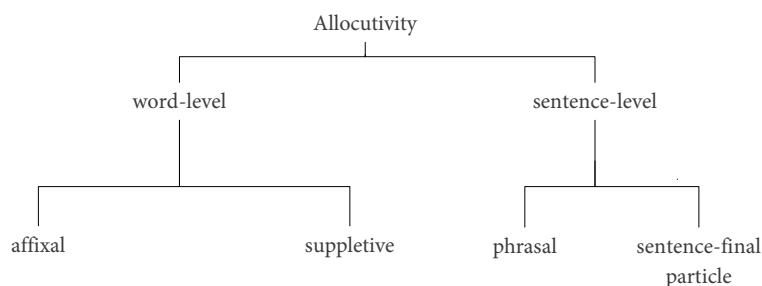 Allocutivity
word-level
sentence-level
affixal
suppletive
phrasal
sentence-final
particle